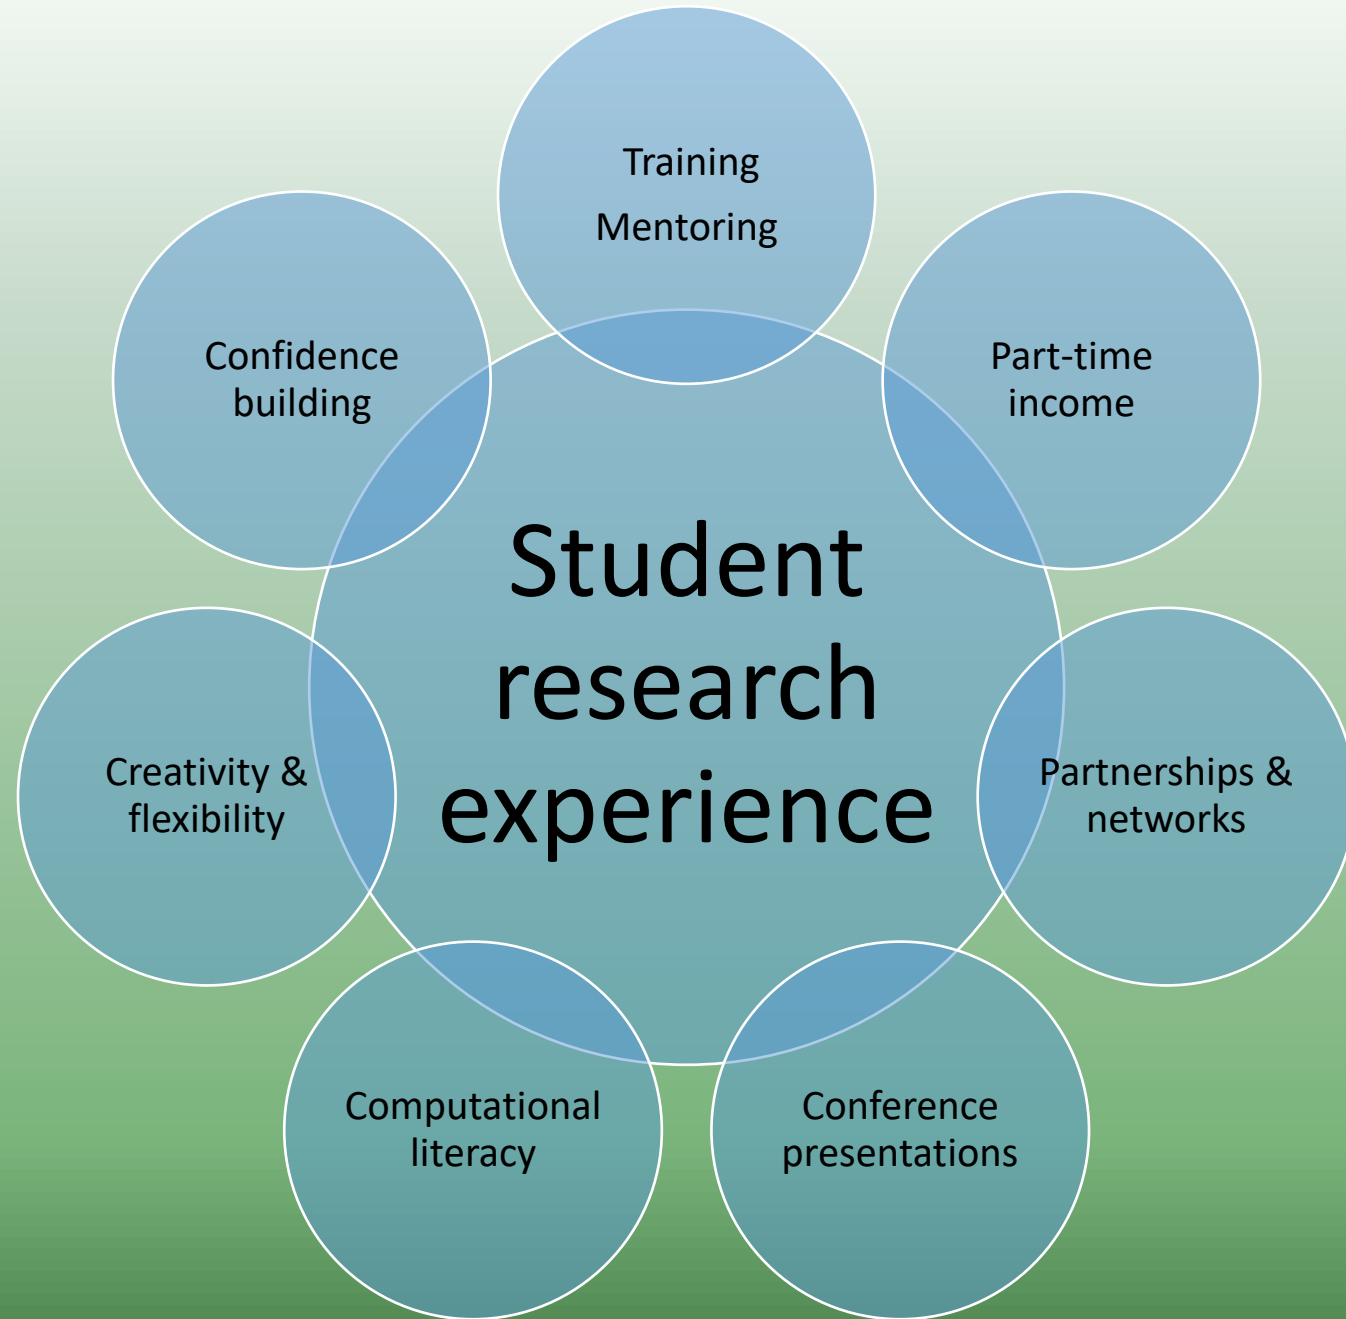 Training
Mentoring
Confidence
building
Part-time
income
Student
research
experience
Creativity &
flexibility
Partnerships &
networks
Computational
literacy
Conference
presentations